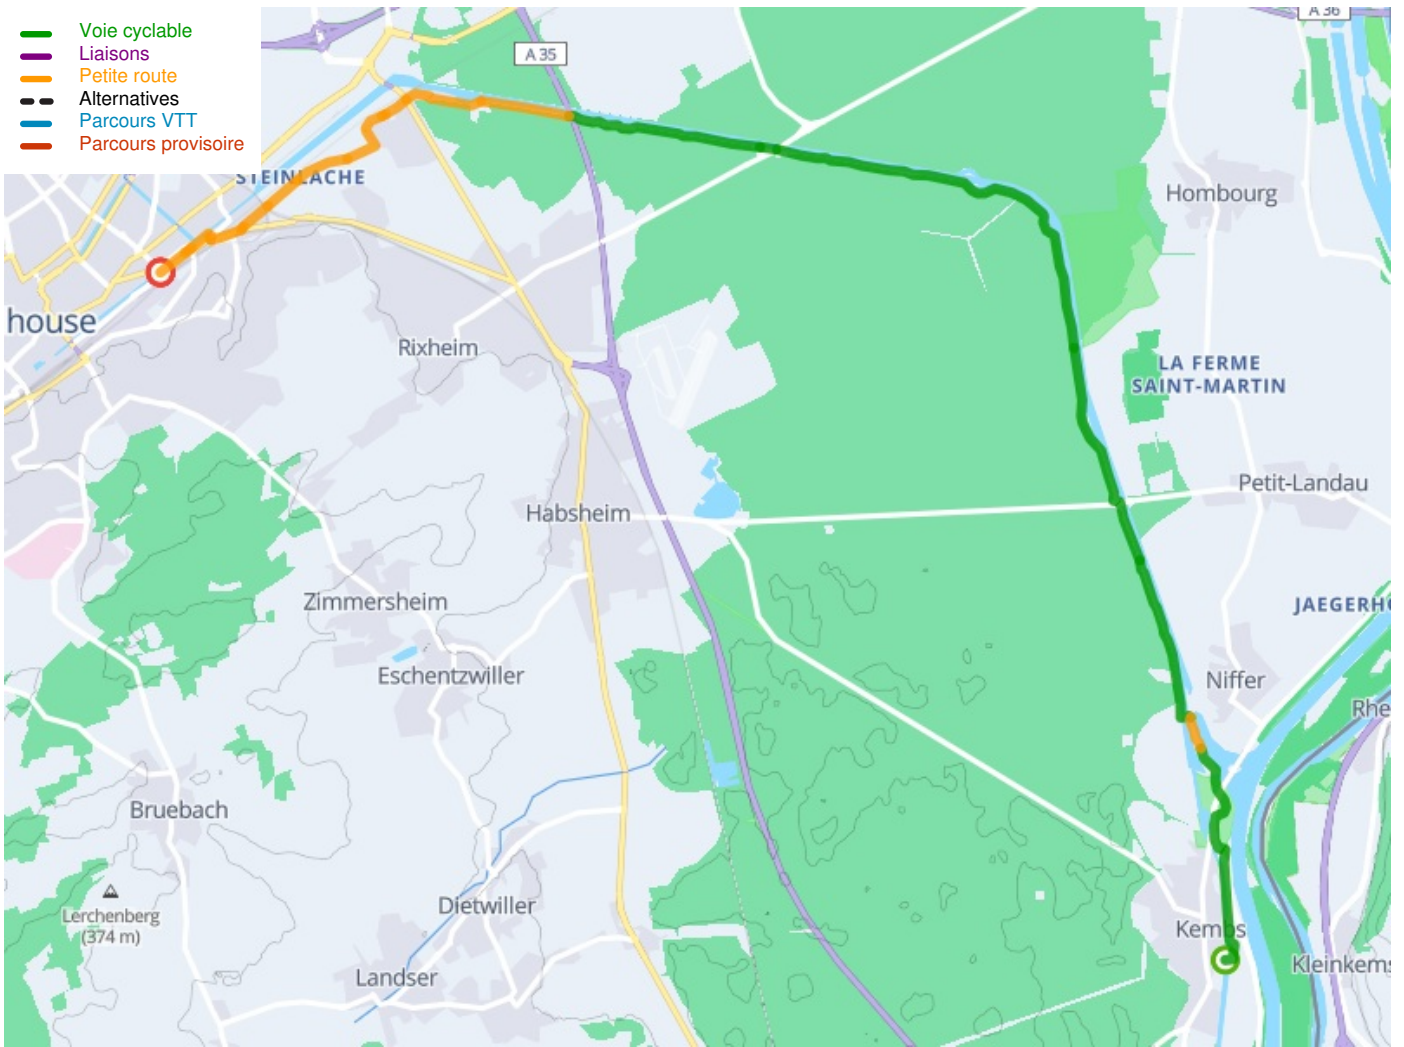 Voie cyclable
Liaisons
Petite route
Alternatives
Parcours VTT
Parcours provisoire
A 36
A 35
STEINLACHE
Hombourg
house
Rixheim
LA FERME
SAINT-MARTIN
Petit-Landau
Habsheim
Zimmersheim
JAEGERH
Eschentzwiller
Niffer
Rhe
Bruebach
Lerchenberg
(374 m)
Dietwiller
Kembs
Landser
Kleinkems